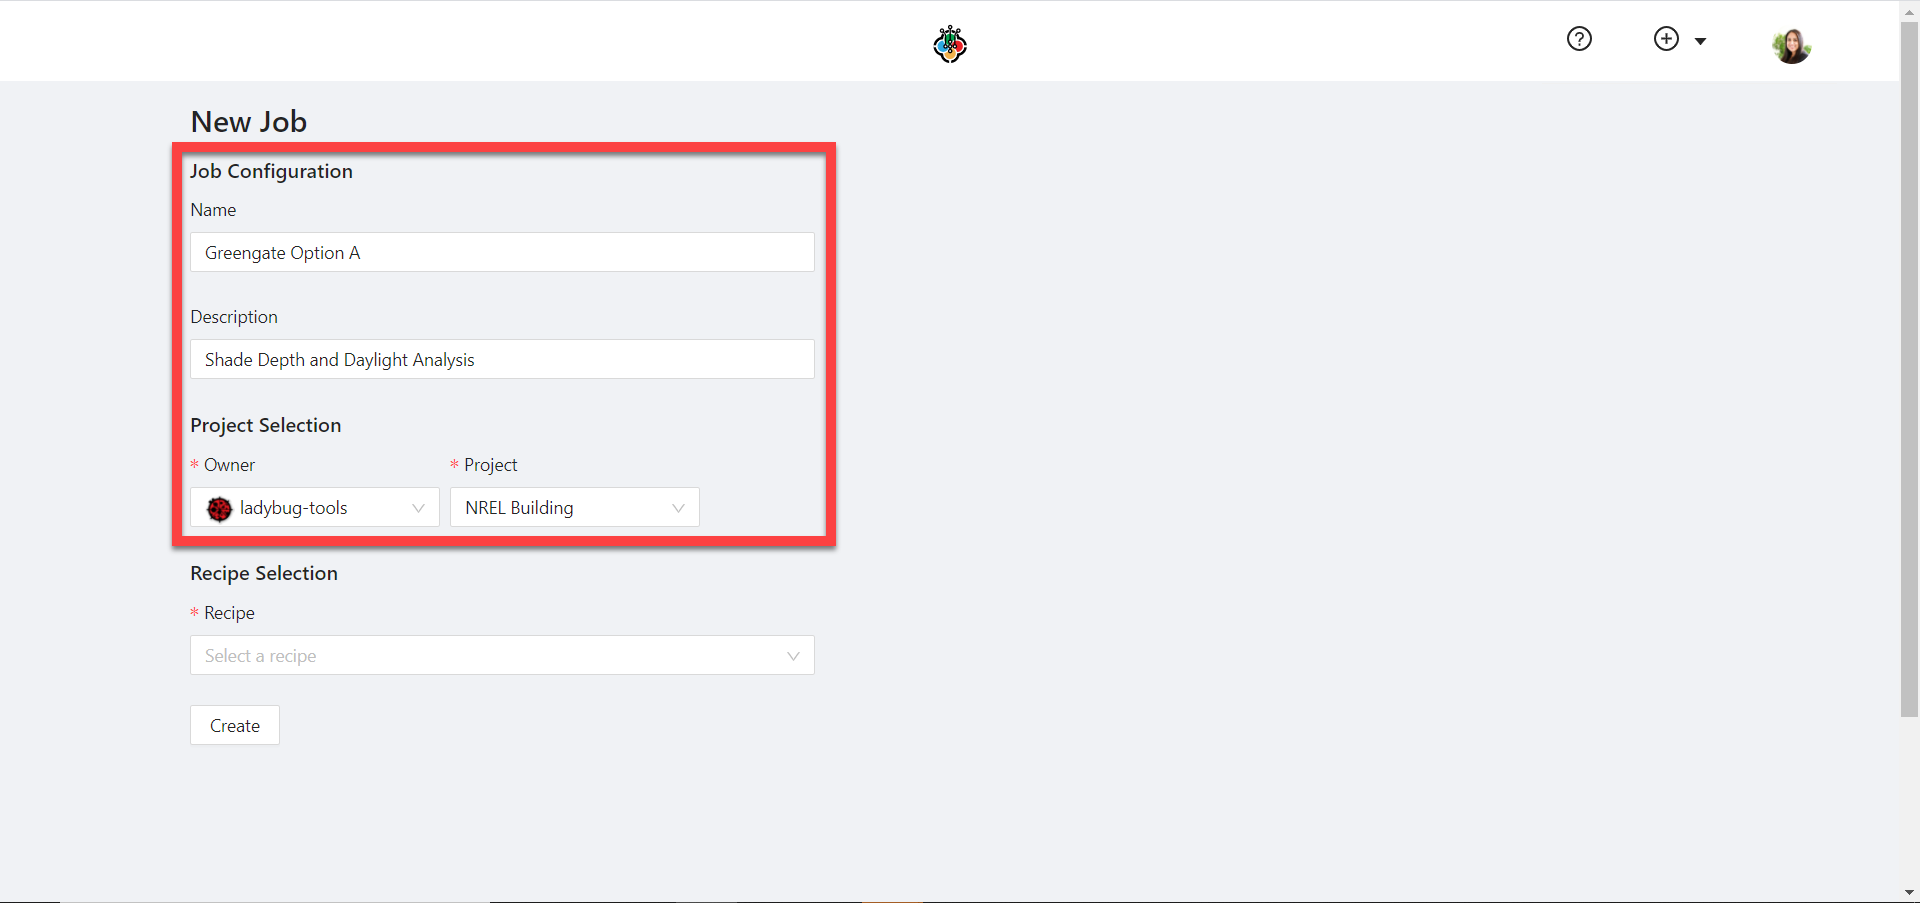 New Job
Job Configuration
Name
Greengate Option A
Description
Shade Depth and Daylight Analysis
Project Selection
* Owner * Project
ladybug-tools NREL Building
Recipe Selection
* Recipe
Select a recipe
Create